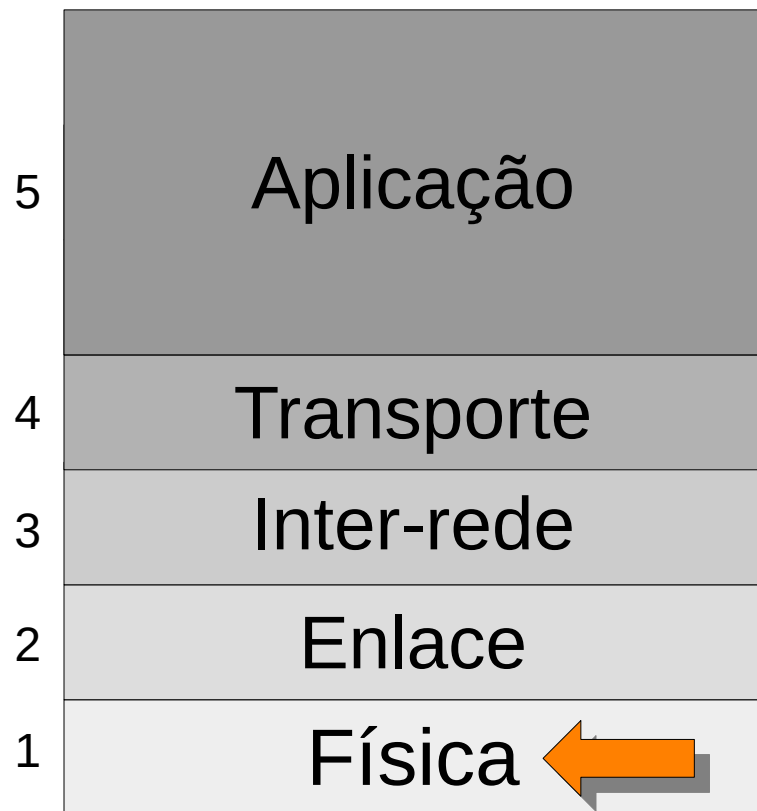 5 Aplicação
4 Transporte
3 Inter-rede
2 Enlace
1 Física